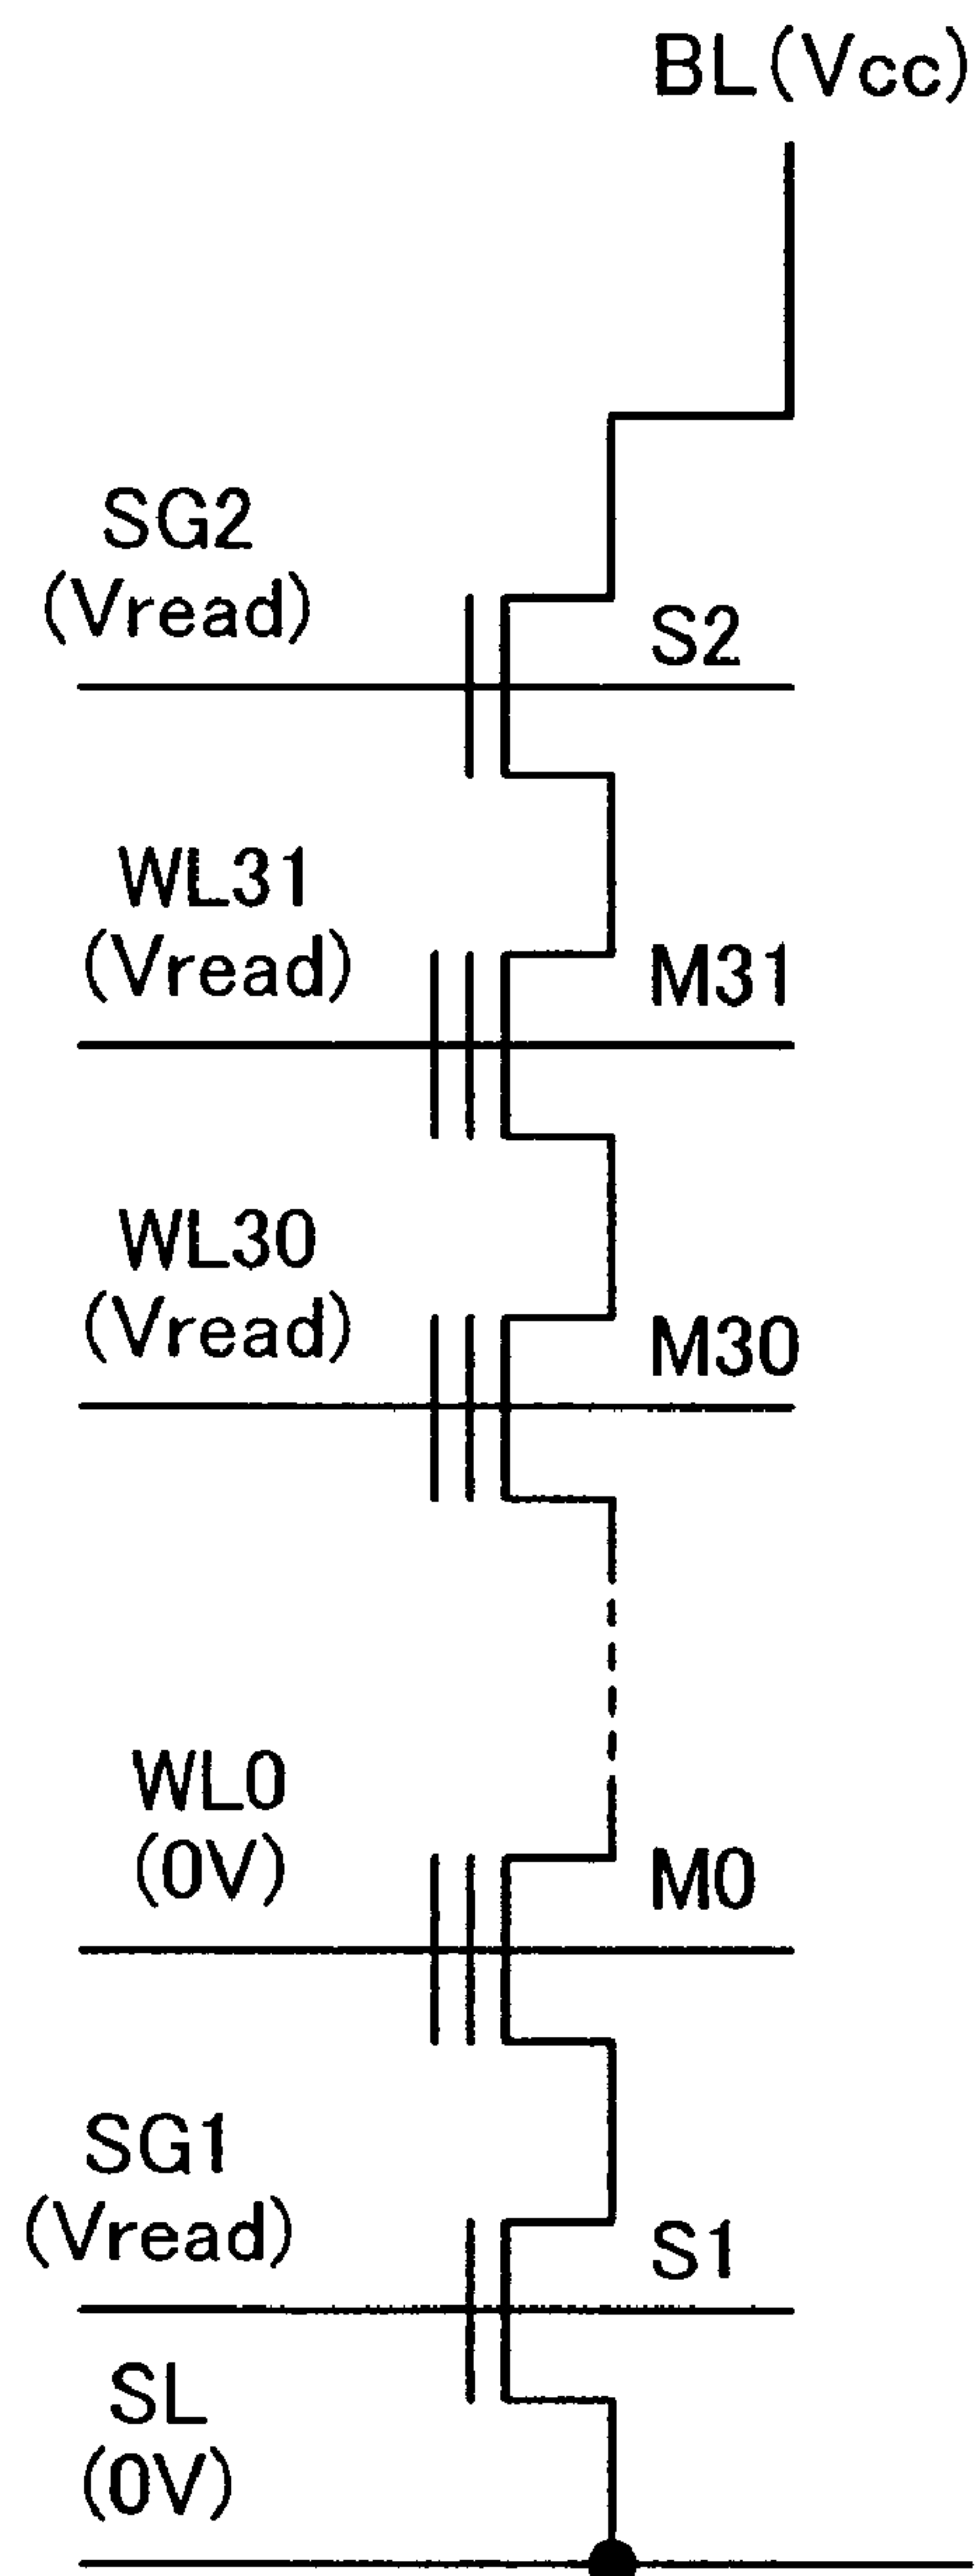 BL(Vcc)
SG2
(Vread)
S2
WL31
(Vread)
M31
WL30
(Vread)
M30
WL0
(0V)
M0
SG1
(Vread)
S1
SL
(0V)